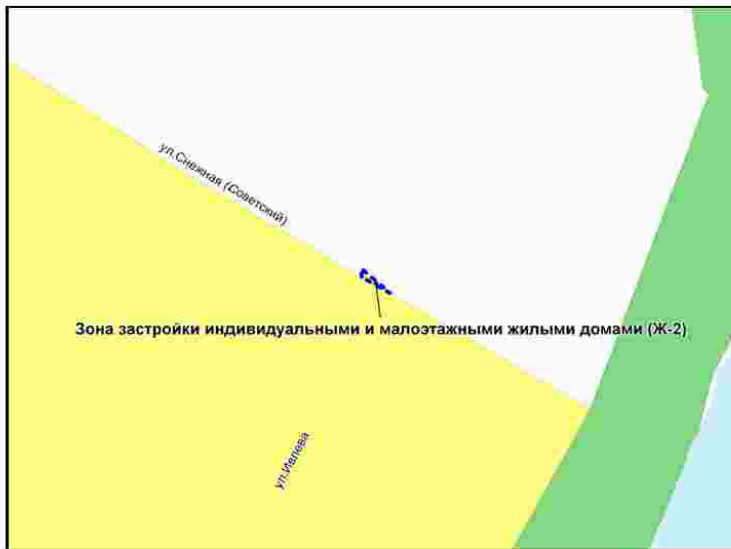 ул.Снежная (Советский)
Зона застройки индивидуальными и малоэтажными жилыми домами (Ж-2)
ул.Ивлева